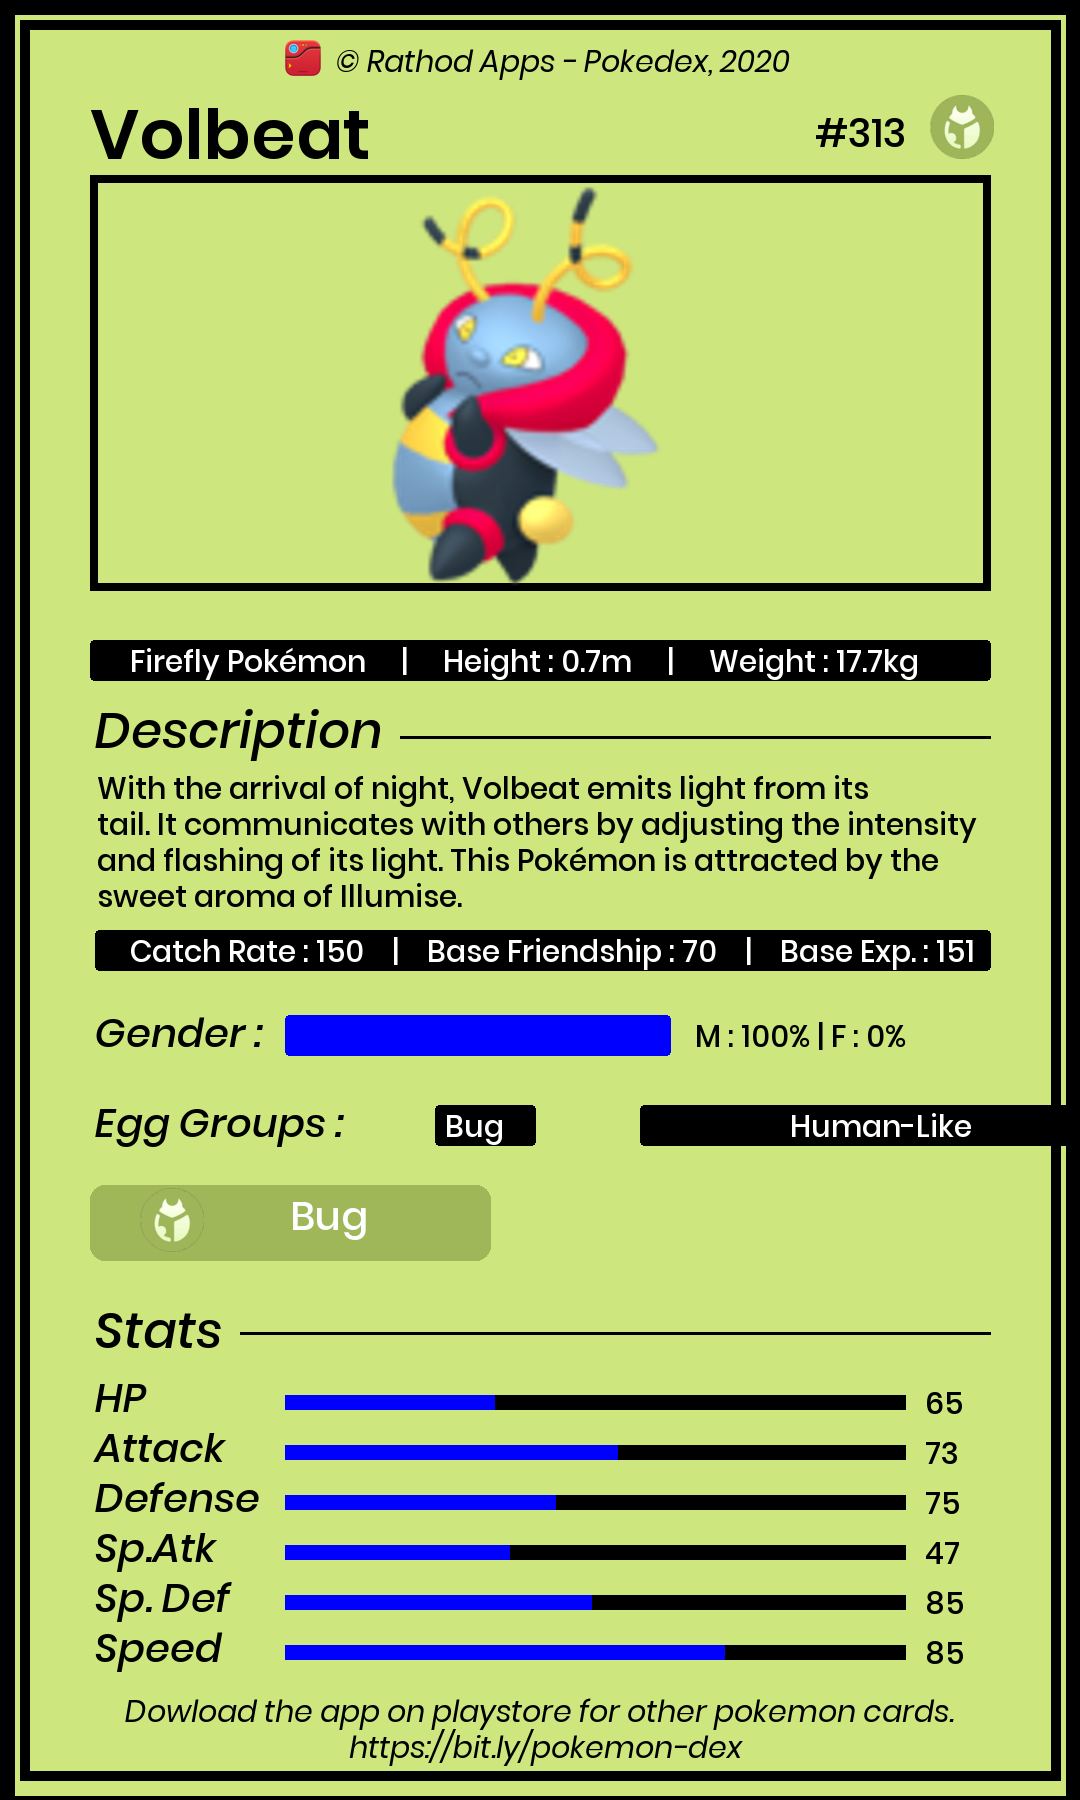 © Rathod Apps - Pokedex, 2020
Volbeat
#313
Firefly Pokémon | Height : 0.7m | Weight : 17.7kg
Description
With the arrival of night, Volbeat emits light from its
tail. It communicates with others by adjusting the intensity
and flashing of its light. This Pokémon is attracted by the
sweet aroma of Illumise.
Catch Rate : 150 | Base Friendship : 70 | Base Exp. : 151
Gender : M : 100% | F : 0%
Egg Groups : Bug Human-Like
Bug
Stats
HP 65
Attack 73
Defense 75
Sp.Atk 47
Sp. Def 85
Speed 85
Dowload the app on playstore for other pokemon cards.
https://bit.ly/pokemon-dex